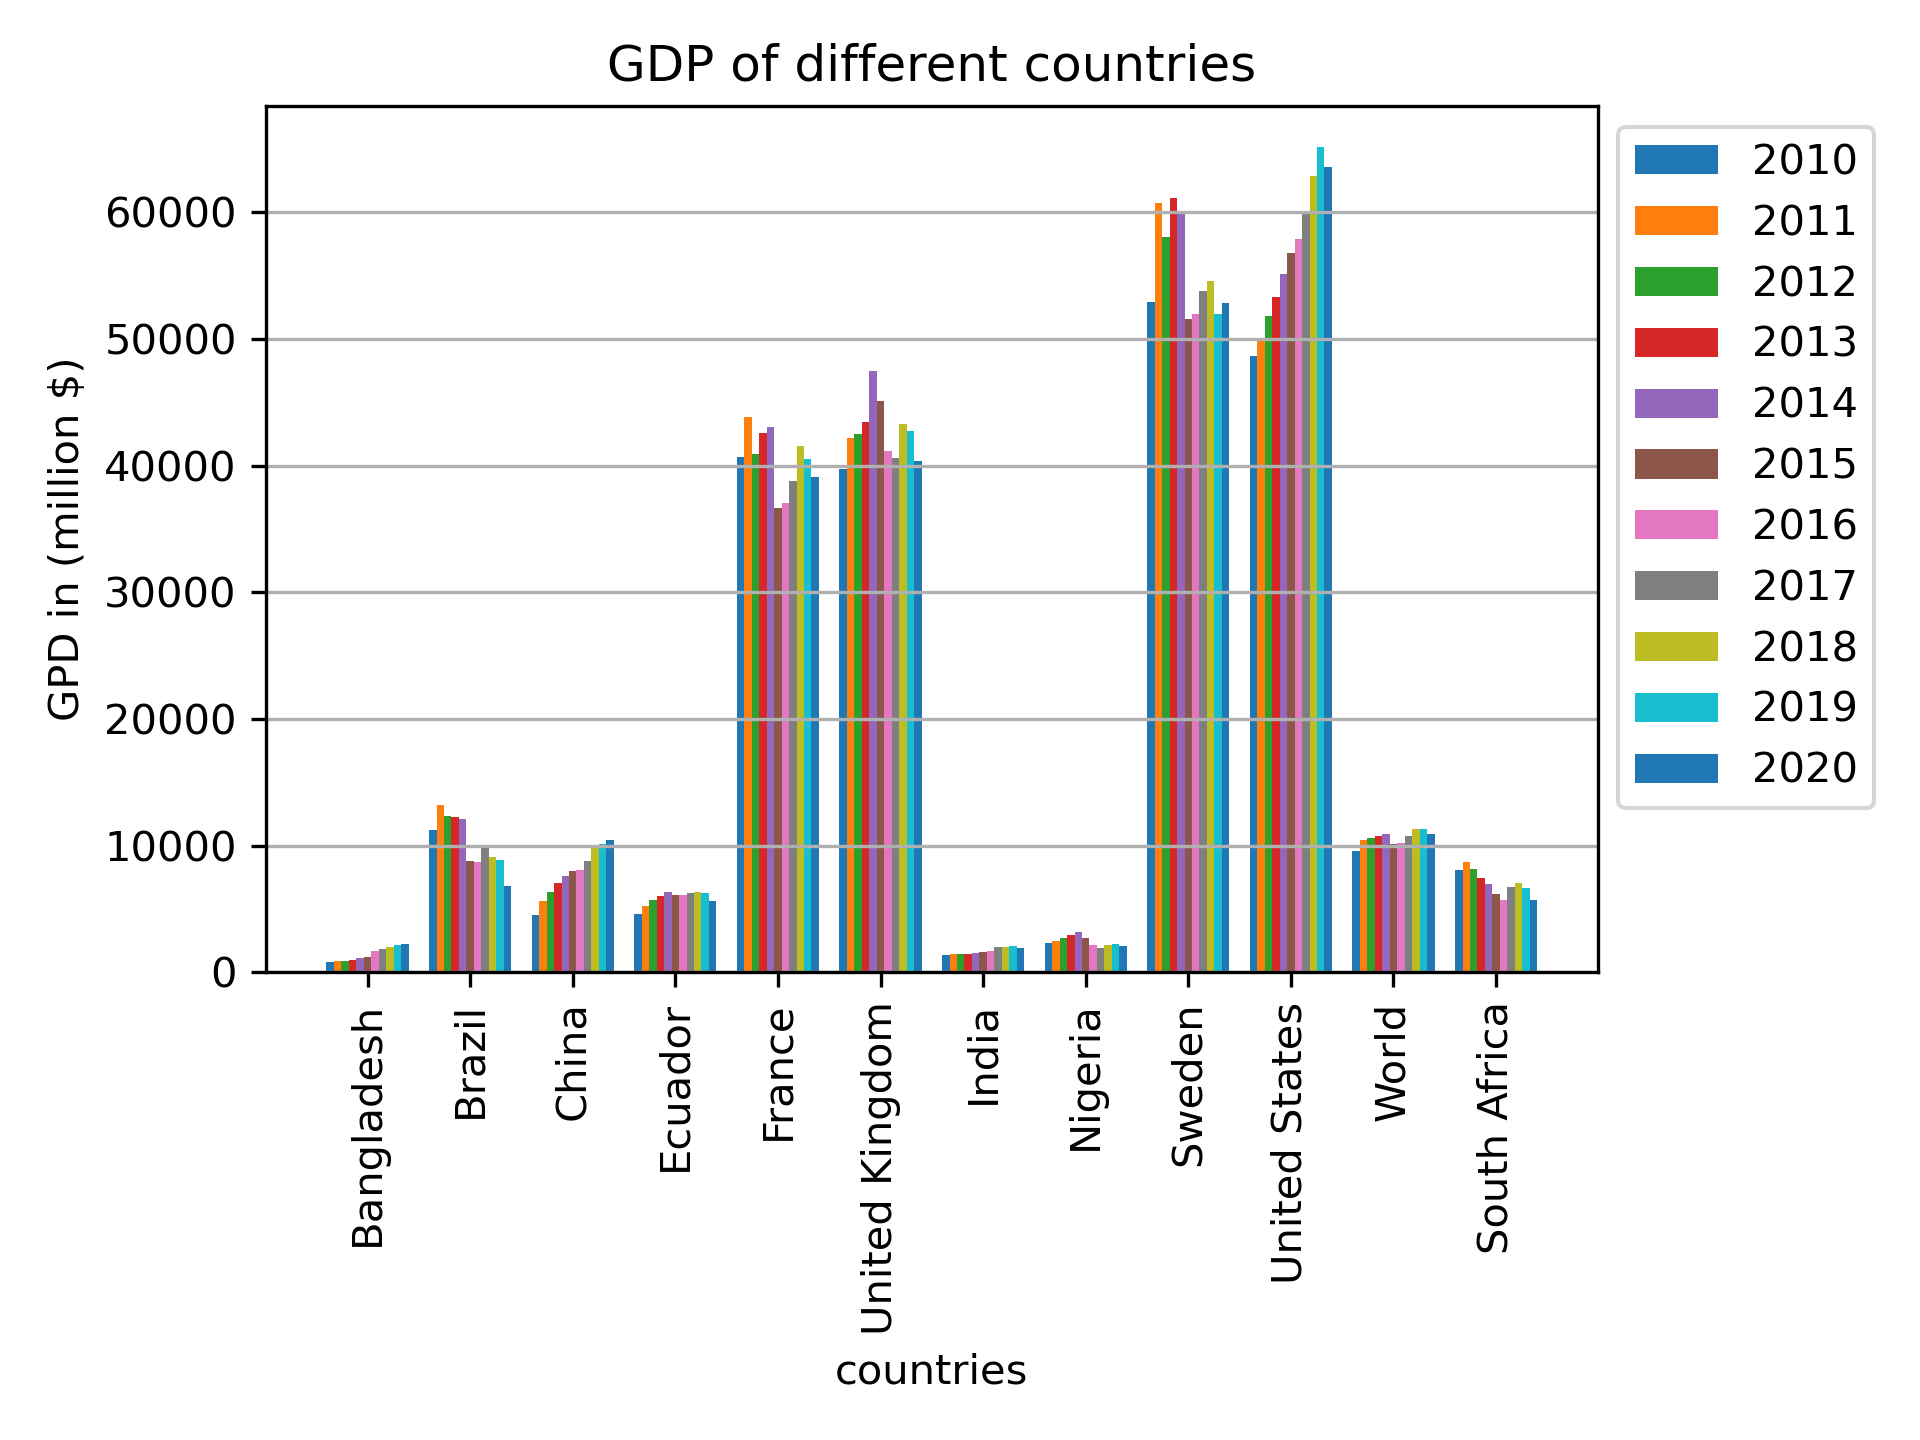 GDP of different countries
GPD in (million $)
60000
50000
40000
30000
20000
10000
0
2010
2011
2012
2013
2014
2015
2016
2017
2018
2019
2020
Bangladesh
Brazil
China
Ecuador
France
United Kingdom
India
Nigeria
Sweden
United States
World
South Africa
countries